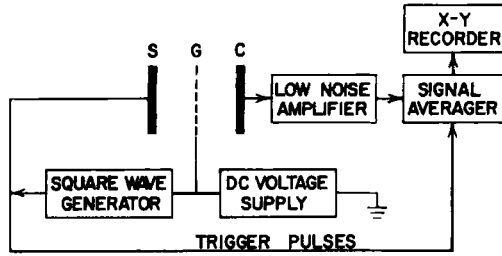 X-Y
RECORDER
S G C
LOW NOISE
AMPLIFIER
SIGNAL
AVERAGER
SQUARE WAVE
GENERATOR
DC VOLTAGE
SUPPLY
TRIGGER PULSES